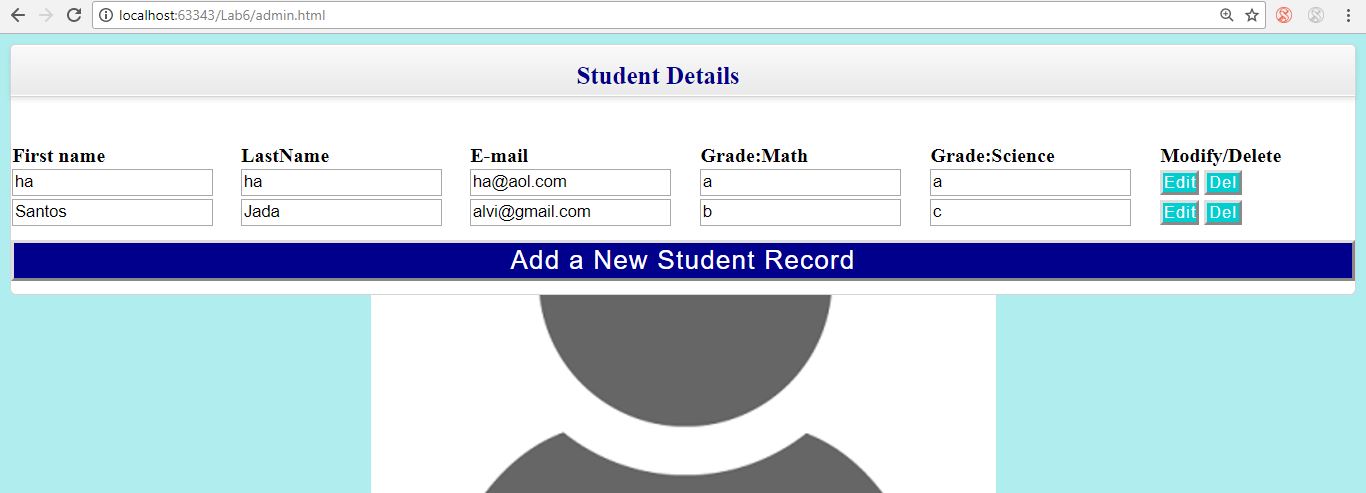 localhost:63343/Lab6/admin.html
Student Details
First name LastName E-mail Grade:Math Grade:Science Modify/Delete
ha ha ha@aol.com a a Edit Del
Santos Jada alvi@gmail.com b c Edit Del
Add a New Student Record